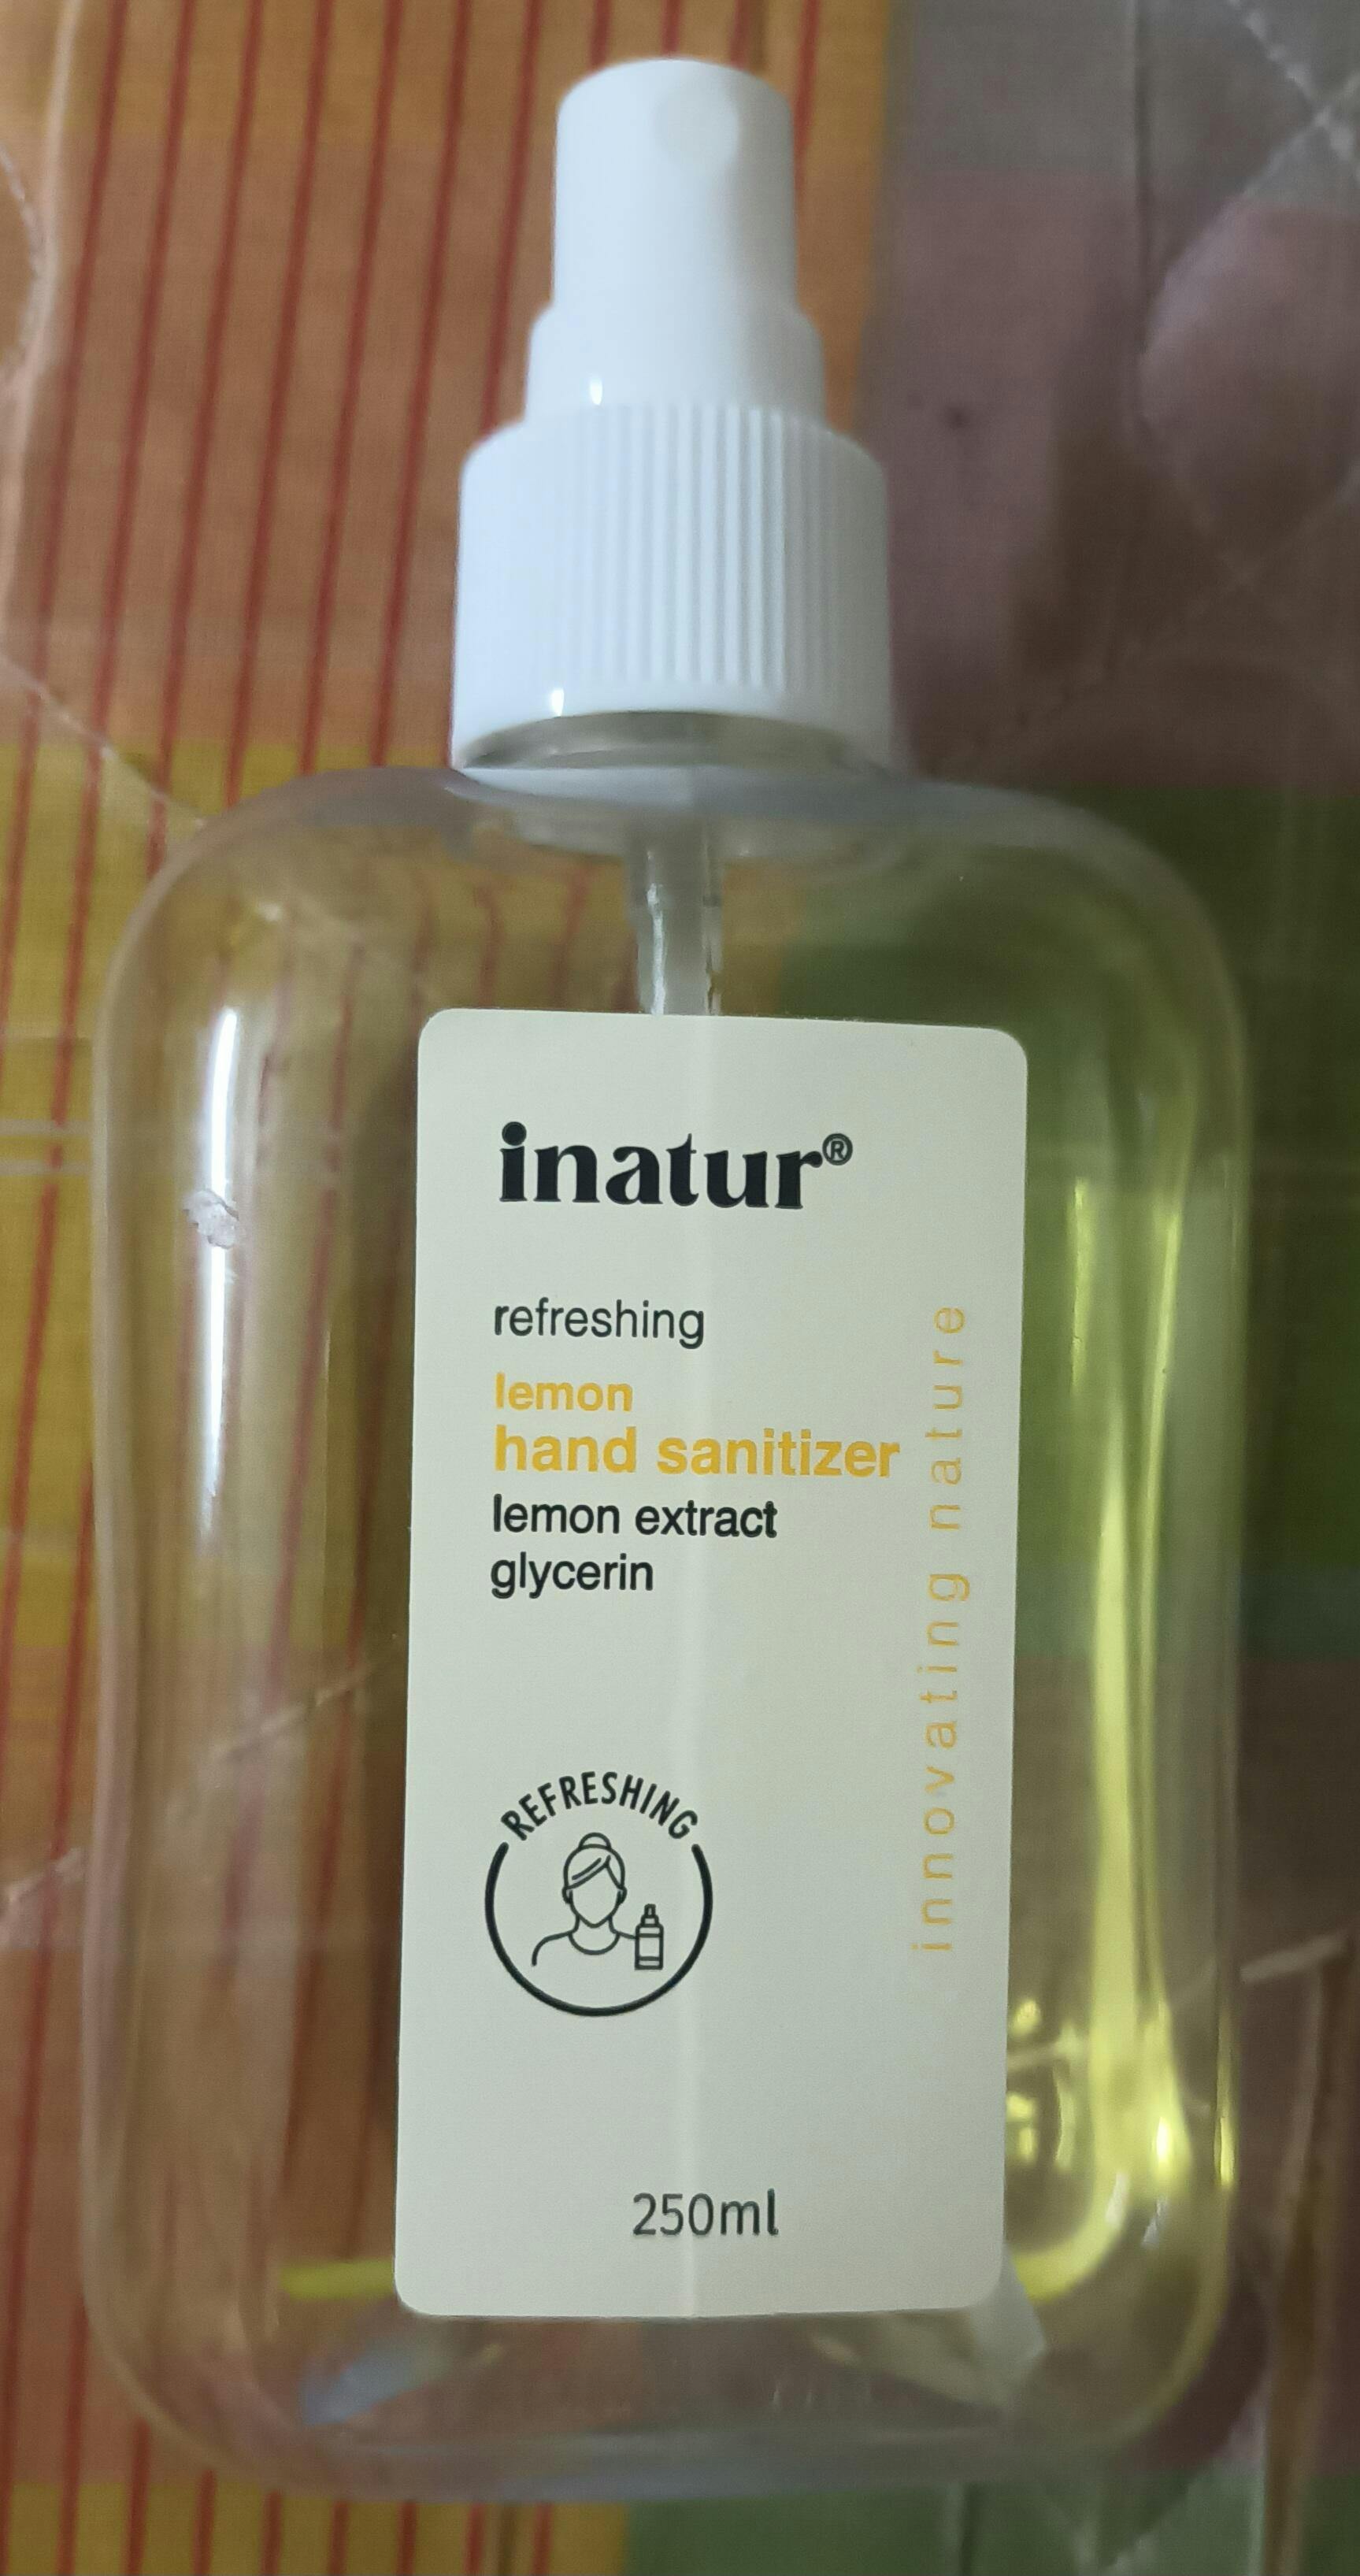 inatur®
refreshing
lemon
hand sanitizer
lemon extract
glycerin
innovating nature
REFRESHING
250ml